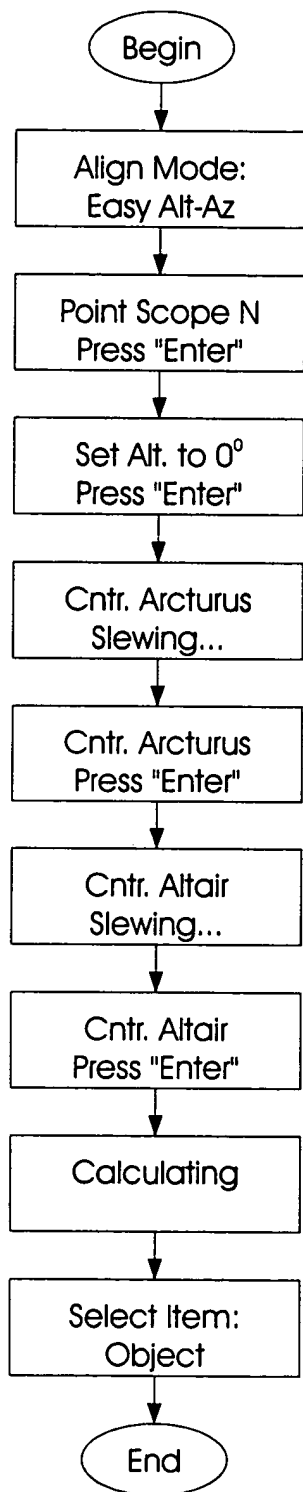 Begin
Align Mode:
Easy Alt-Az
Point Scope N
Press "Enter"
Set Alt. to 0⁰
Press "Enter"
Cntr. Arcturus
Slewing...
Cntr. Arcturus
Press "Enter"
Cntr. Altair
Slewing...
Cntr. Altair
Press "Enter"
Calculating
Select Item:
Object
End